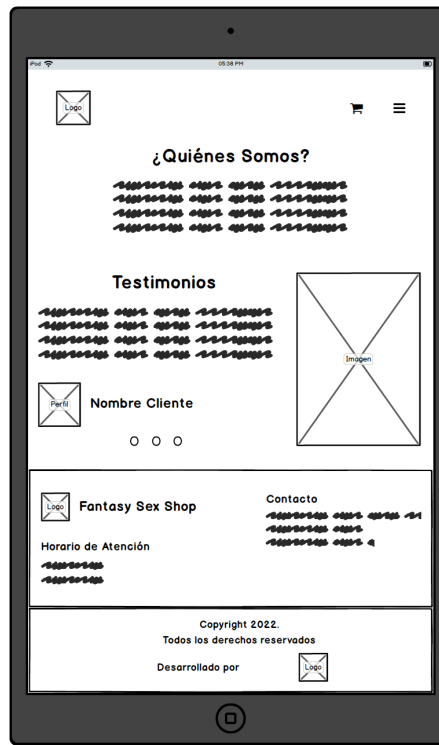 iPod 05:38 PM
Logo
¿Quiénes Somos?
Testimonios
Imagen
Perfil Nombre Cliente
Logo Fantasy Sex Shop
Contacto
Horario de Atención
Copyright 2022.
Todos los derechos reservados
Desarrollado por Logo